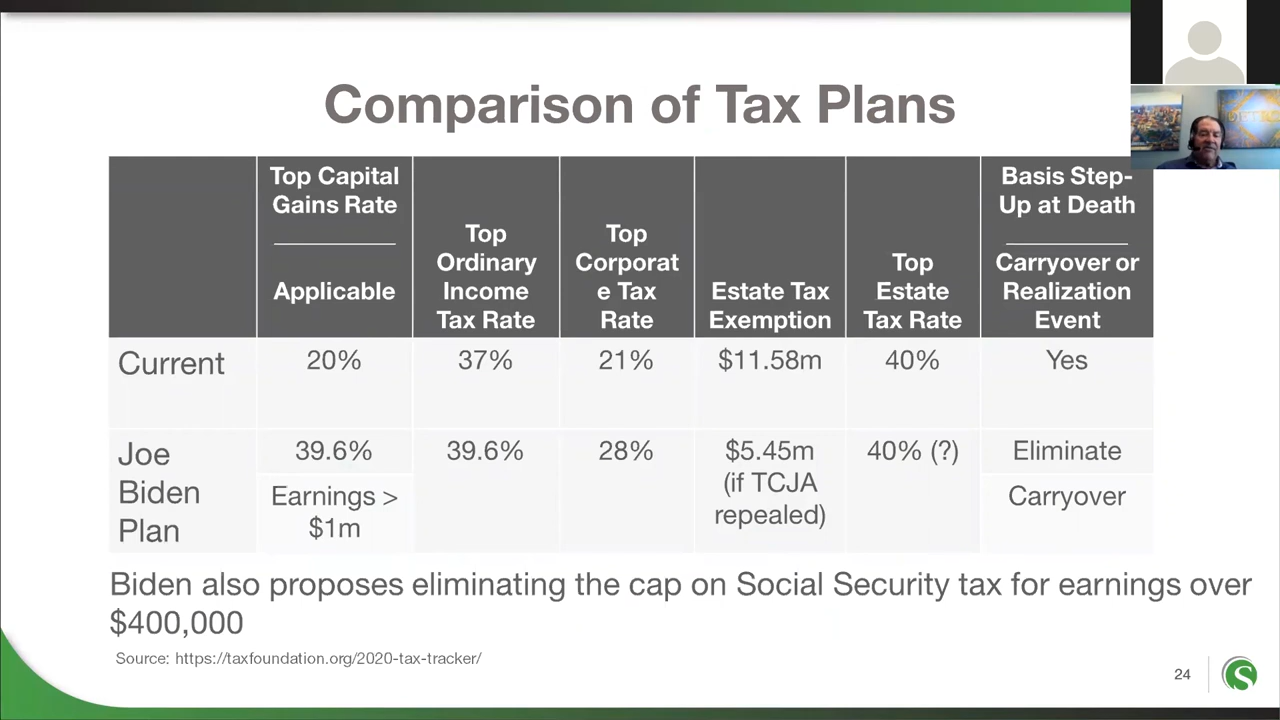 Comparison of Tax Plans
Top Capital
Gains Rate
Applicable
Top
Ordinary
Income
Tax Rate
Top
Corporat
e Tax
Rate
Estate Tax
Exemption
Top
Estate
Tax Rate
Basis Step-
Up at Death
Carryover or
Realization
Event
Current
20%
37%
21%
$11.58m
40%
Yes
Joe
Biden
Plan
39.6%
Earnings >
$1m
39.6%
28%
$5.45m
(if TCJA
repealed)
40% (?)
Eliminate
Carryover
Biden also proposes eliminating the cap on Social Security tax for earnings over
$400,000
Source: https://taxfoundation.org/2020-tax-tracker/
24
S